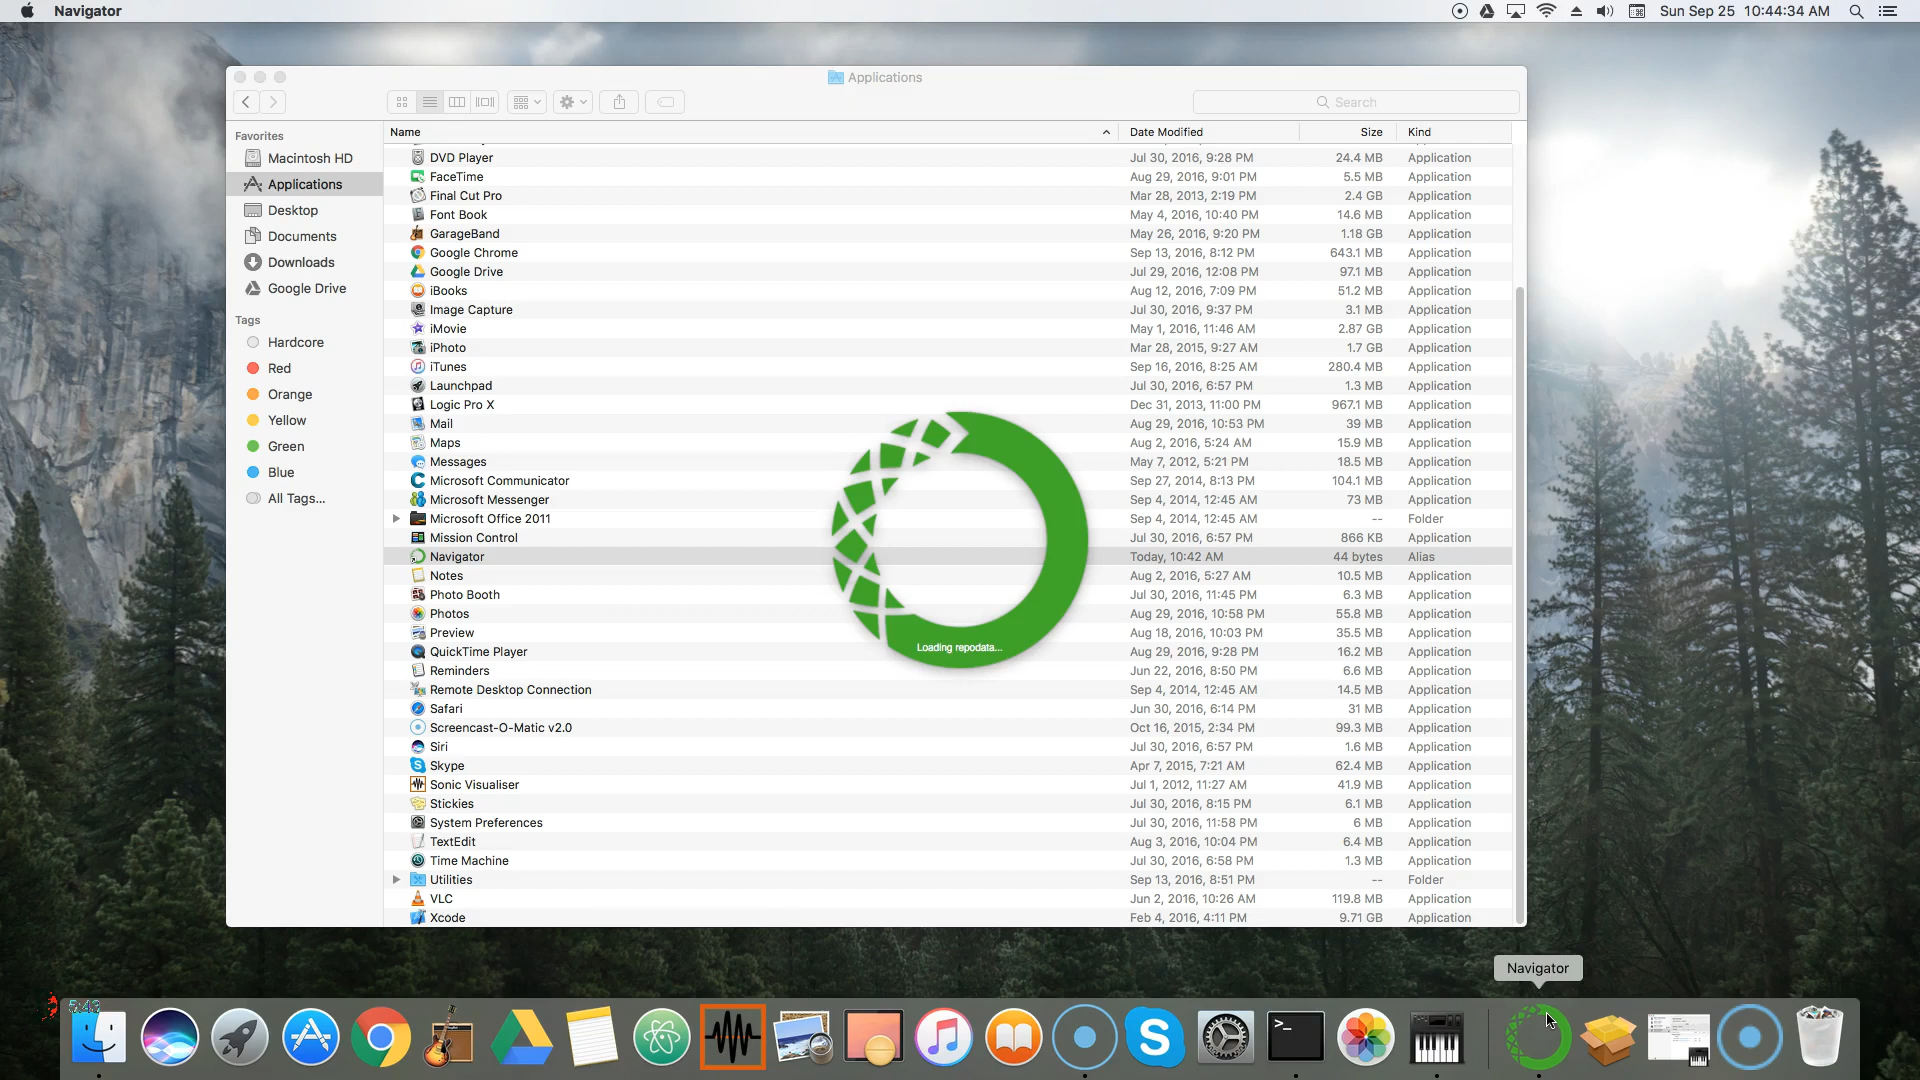 Navigator
Sun Sep 25 10:44:34 AM
Applications
Search
Favorites
Macintosh HD
Applications
Desktop
Documents
Downloads
Google Drive
Tags
Hardcore
Red
Orange
Yellow
Green
Blue
All Tags...
Name Date Modified Size Kind
DVD Player Jul 30, 2016, 9:28 PM 24.4 MB Application
FaceTime Aug 29, 2016, 9:01 PM 5.5 MB Application
Final Cut Pro Mar 28, 2013, 2:19 PM 2.4 GB Application
Font Book May 4, 2016, 10:40 PM 14.6 MB Application
GarageBand May 26, 2016, 9:20 PM 1.18 GB Application
Google Chrome Sep 13, 2016, 8:12 PM 643.1 MB Application
Google Drive Jul 29, 2016, 12:08 PM 97.1 MB Application
iBooks Aug 12, 2016, 7:09 PM 51.2 MB Application
Image Capture Jul 30, 2016, 9:37 PM 3.1 MB Application
iMovie May 1, 2016, 11:46 AM 2.87 GB Application
iPhoto Mar 28, 2015, 9:27 AM 1.7 GB Application
iTunes Sep 16, 2016, 8:25 AM 280.4 MB Application
Launchpad Jul 30, 2016, 6:57 PM 1.3 MB Application
Logic Pro X Dec 31, 2013, 11:00 PM 967.1 MB Application
Mail Aug 29, 2016, 10:53 PM 39 MB Application
Maps Aug 2, 2016, 5:24 AM 15.9 MB Application
Messages May 7, 2012, 5:21 PM 18.5 MB Application
Microsoft Communicator Sep 27, 2014, 8:13 PM 104.1 MB Application
Microsoft Messenger Sep 4, 2014, 12:45 AM 73 MB Application
Microsoft Office 2011 Sep 4, 2014, 12:45 AM -- Folder
Mission Control Jul 30, 2016, 6:57 PM 866 KB Application
Navigator Today, 10:42 AM 44 bytes Alias
Notes Aug 2, 2016, 5:27 AM 10.5 MB Application
Photo Booth Jul 30, 2016, 11:45 PM 6.3 MB Application
Photos Aug 29, 2016, 10:58 PM 55.8 MB Application
Preview Aug 18, 2016, 10:03 PM 35.5 MB Application
QuickTime Player Aug 29, 2016, 9:28 PM 16.2 MB Application
Loading repodata...
Reminders Jun 22, 2016, 8:50 PM 6.6 MB Application
Remote Desktop Connection Sep 4, 2014, 12:45 AM 14.5 MB Application
Safari Jun 30, 2016, 6:14 PM 31 MB Application
Screencast-O-Matic v2.0 Oct 16, 2015, 2:34 PM 99.3 MB Application
Siri Jul 30, 2016, 6:57 PM 1.6 MB Application
Skype Apr 7, 2015, 7:21 AM 62.4 MB Application
Sonic Visualiser Jul 1, 2012, 11:27 AM 41.9 MB Application
Stickies Jul 30, 2016, 8:15 PM 6.1 MB Application
System Preferences Jul 30, 2016, 11:58 PM 6 MB Application
TextEdit Aug 3, 2016, 10:04 PM 6.4 MB Application
Time Machine Jul 30, 2016, 6:58 PM 1.3 MB Application
Utilities Sep 13, 2016, 8:51 PM -- Folder
VLC Jun 2, 2016, 10:26 AM 119.8 MB Application
Xcode Feb 4, 2016, 4:11 PM 9.71 GB Application
Navigator
5:42